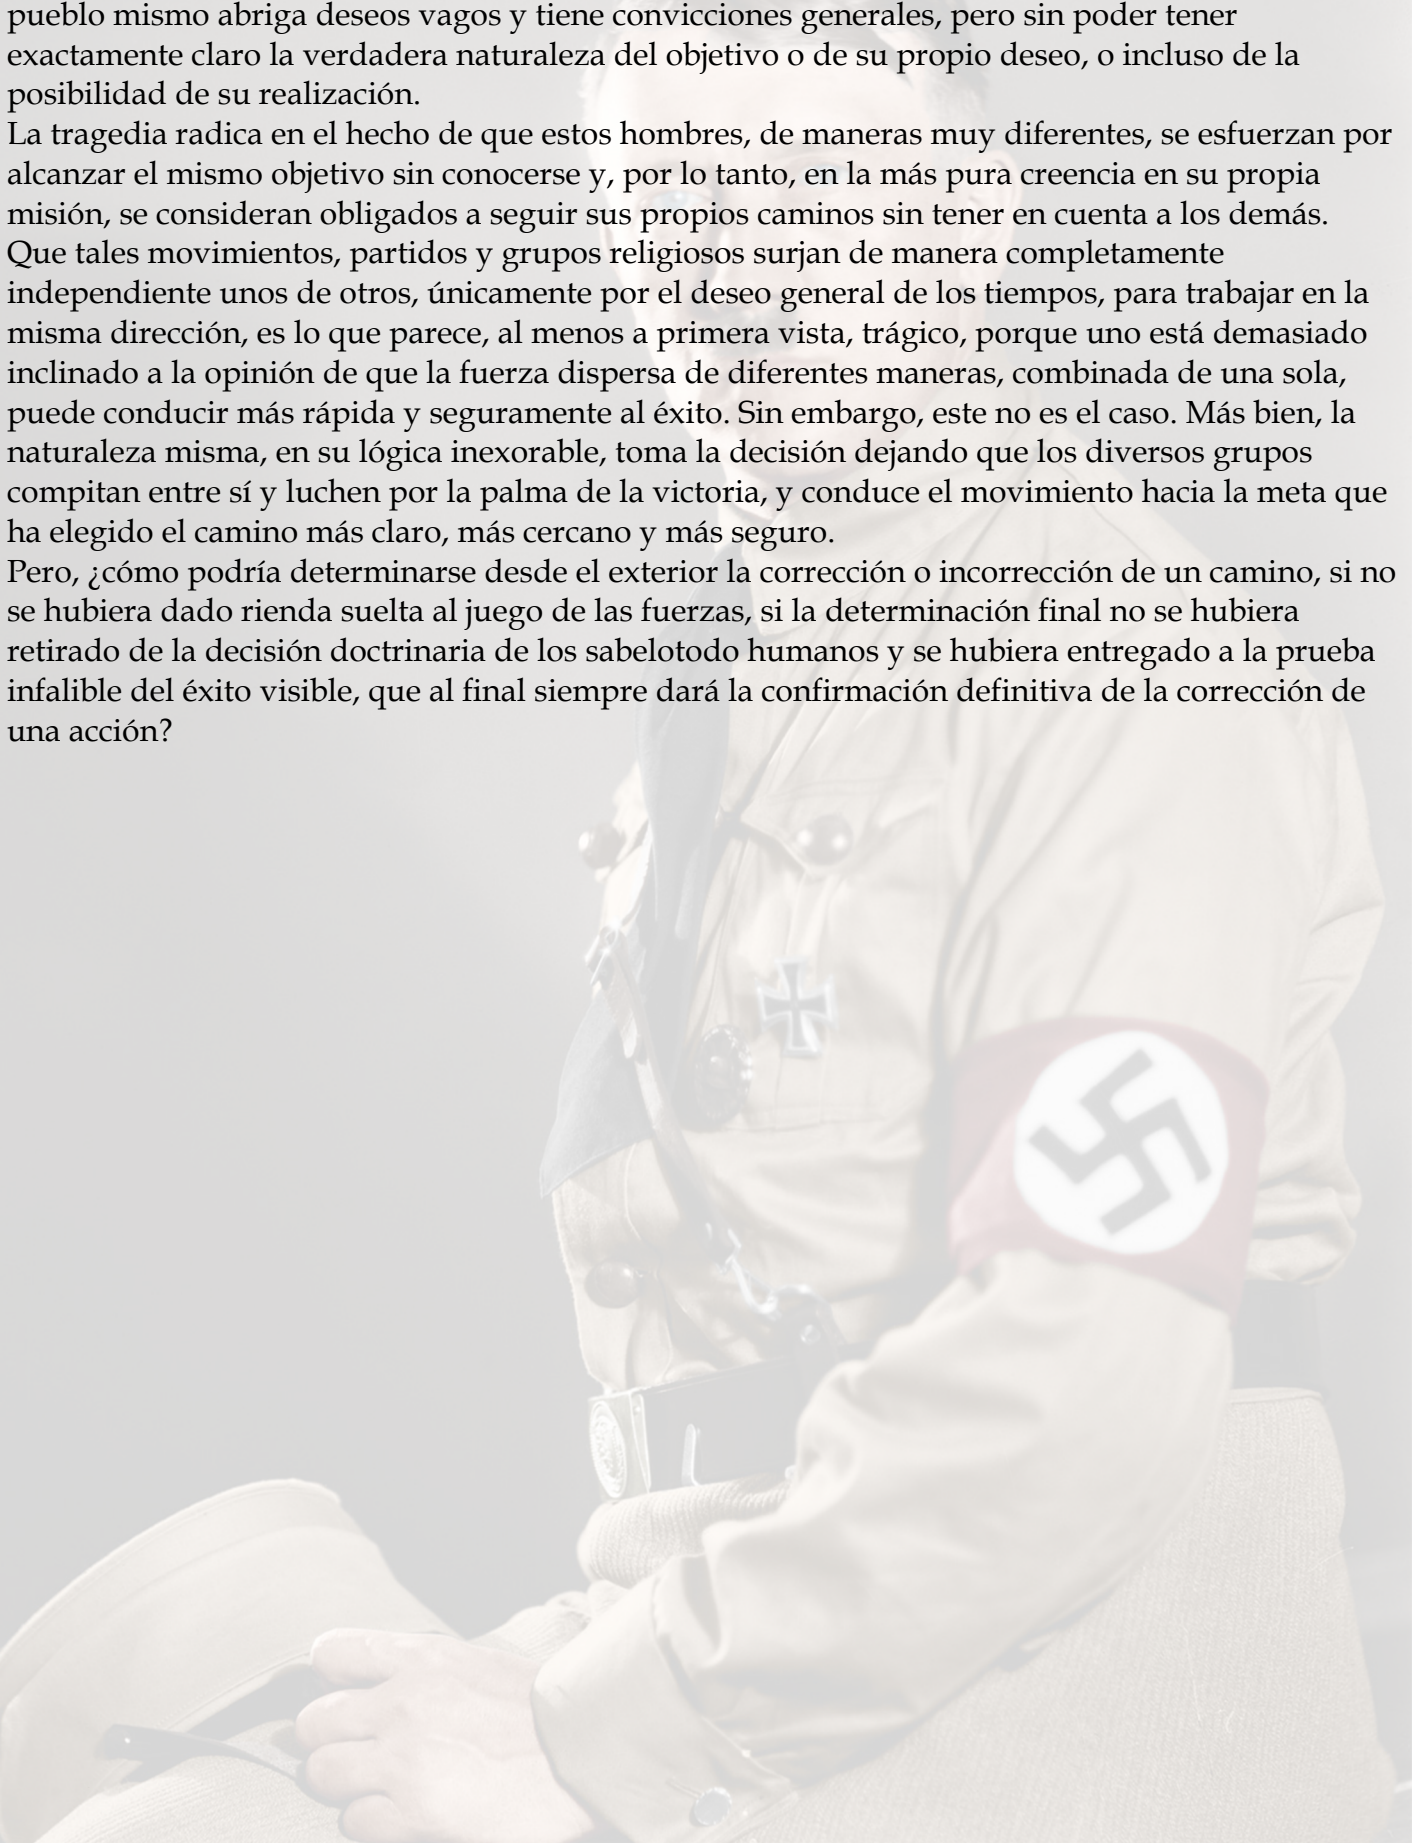 pueblo mismo abriga deseos vagos y tiene convicciones generales, pero sin poder tener
exactamente claro la verdadera naturaleza del objetivo o de su propio deseo, o incluso de la
posibilidad de su realización.
La tragedia radica en el hecho de que estos hombres, de maneras muy diferentes, se esfuerzan por
alcanzar el mismo objetivo sin conocerse y, por lo tanto, en la más pura creencia en su propia
misión, se consideran obligados a seguir sus propios caminos sin tener en cuenta a los demás.
Que tales movimientos, partidos y grupos religiosos surjan de manera completamente
independiente unos de otros, únicamente por el deseo general de los tiempos, para trabajar en la
misma dirección, es lo que parece, al menos a primera vista, trágico, porque uno está demasiado
inclinado a la opinión de que la fuerza dispersa de diferentes maneras, combinada de una sola,
puede conducir más rápida y seguramente al éxito. Sin embargo, este no es el caso. Más bien, la
naturaleza misma, en su lógica inexorable, toma la decisión dejando que los diversos grupos
compitan entre sí y luchen por la palma de la victoria, y conduce el movimiento hacia la meta que
ha elegido el camino más claro, más cercano y más seguro.
Pero, ¿cómo podría determinarse desde el exterior la corrección o incorrección de un camino, si no
se hubiera dado rienda suelta al juego de las fuerzas, si la determinación final no se hubiera
retirado de la decisión doctrinaria de los sabelotodo humanos y se hubiera entregado a la prueba
infalible del éxito visible, que al final siempre dará la confirmación definitiva de la corrección de
una acción?